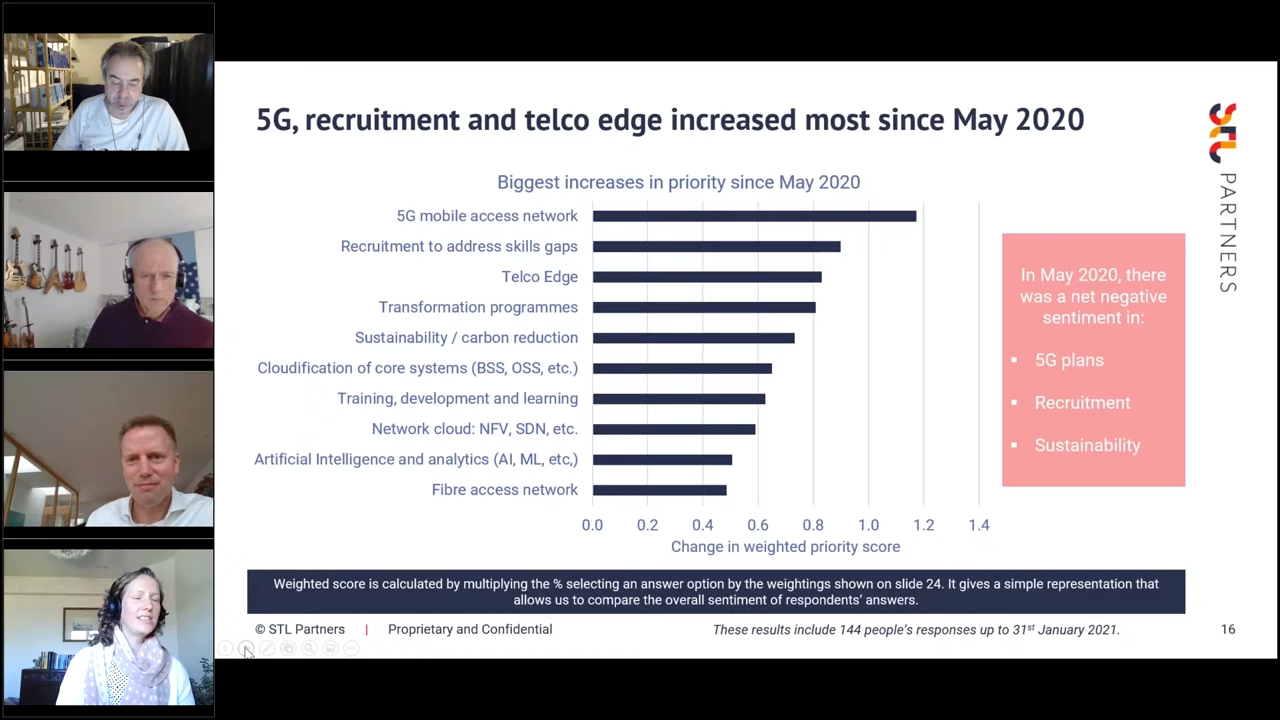 5G, recruitment and telco edge increased most since May 2020
STL PARTNERS
Biggest increases in priority since May 2020
5G mobile access network
Recruitment to address skills gaps
Telco Edge
Transformation programmes
Sustainability / carbon reduction
Cloudification of core systems (BSS, OSS, etc.)
Training, development and learning
Network cloud: NFV, SDN, etc.
Artificial Intelligence and analytics (AI, ML, etc,)
Fibre access network
0.0 0.2 0.4 0.6 0.8 1.0 1.2 1.4
Change in weighted priority score
In May 2020, there
was a net negative
sentiment in:
▪ 5G plans
▪ Recruitment
▪ Sustainability
Weighted score is calculated by multiplying the % selecting an answer option by the weightings shown on slide 24. It gives a simple representation that
allows us to compare the overall sentiment of respondents’ answers.
© STL Partners | Proprietary and Confidential These results include 144 people’s responses up to 31st January 2021. 16